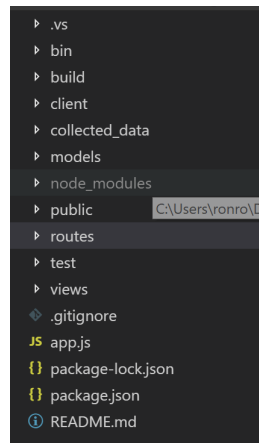 .vs
bin
build
client
collected_data
models
node_modules
public C:\Users\ronro\D
routes
test
views
.gitignore
JS app.js
{} package-lock.json
{} package.json
README.md